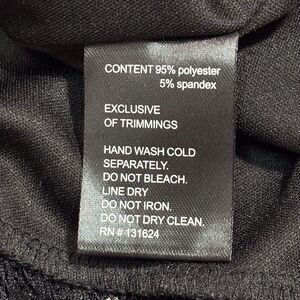 CONTENT 95% polyester
5% spandex
EXCLUSIVE
OF TRIMMINGS
HAND WASH COLD
SEPARATELY.
DO NOT BLEACH.
LINE DRY
DO NOT IRON.
DO NOT DRY CLEAN.
RN # 131624